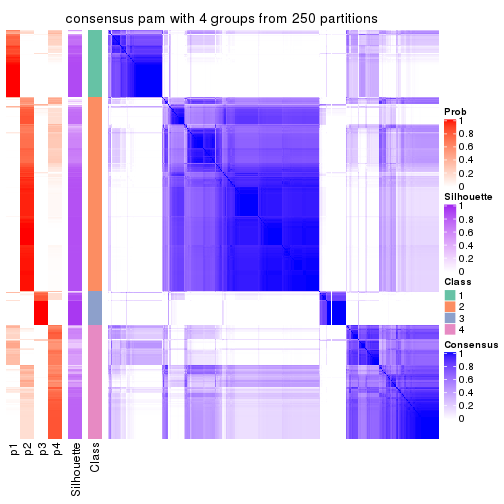 consensus pam with 4 groups from 250 partitions
Prob
1
0.8
0.6
0.4
0.2
0
Silhouette
1
0.8
0.6
0.4
0.2
0
Class
1
2
3
4
Consensus
1
0.8
0.6
0.4
0.2
0
p1
p2
p3
p4
Silhouette
Class